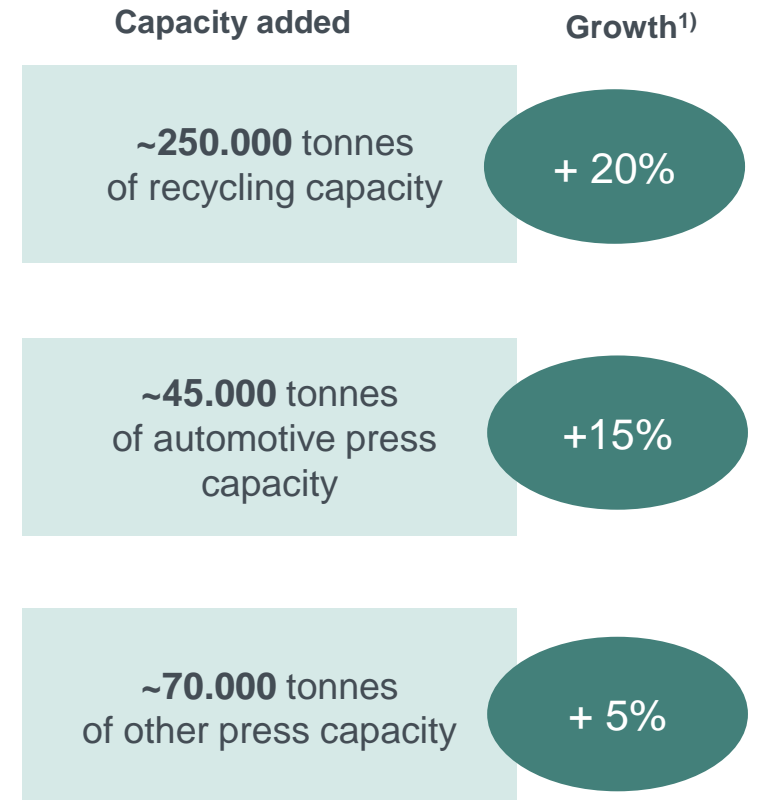 Capacity added
Growth1)
~250.000 tonnes
of recycling capacity
+ 20%
~45.000 tonnes
of automotive press
capacity
+15%
~70.000 tonnes
of other press capacity
+ 5%